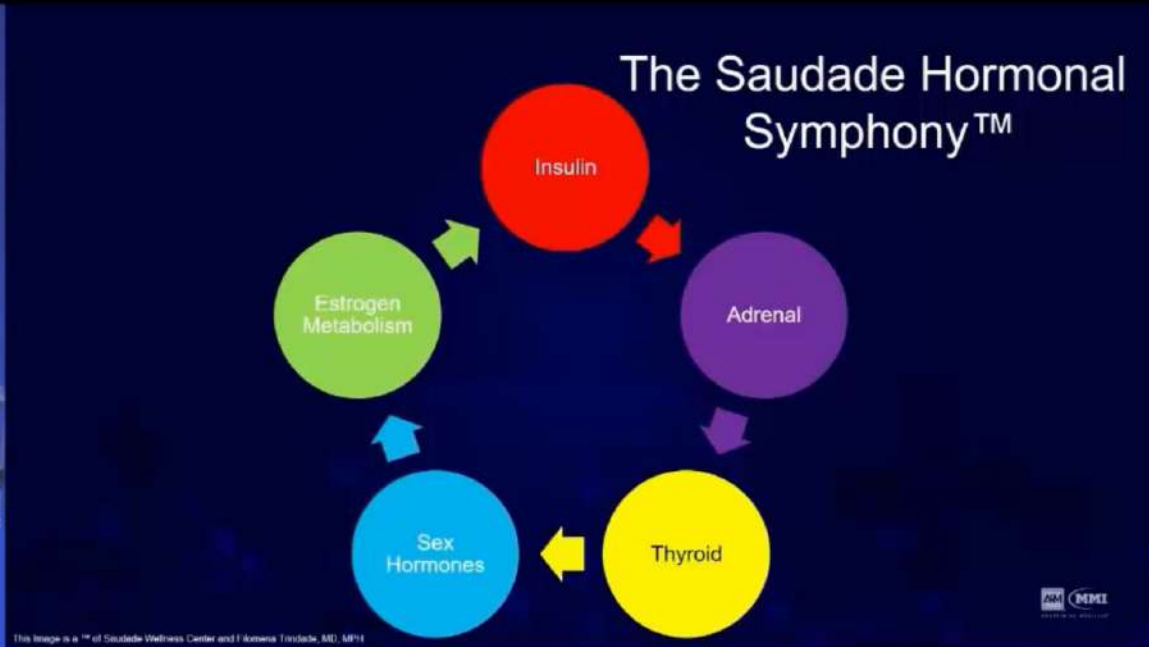 The Saudade Hormonal
Symphony™
Insulin
Adrenal
Thyroid
Sex
Hormones
Estrogen
Metabolism
MMI
This Image is a ™ of Saudade Wellness Center and Filomena Trindade, MD, MPH